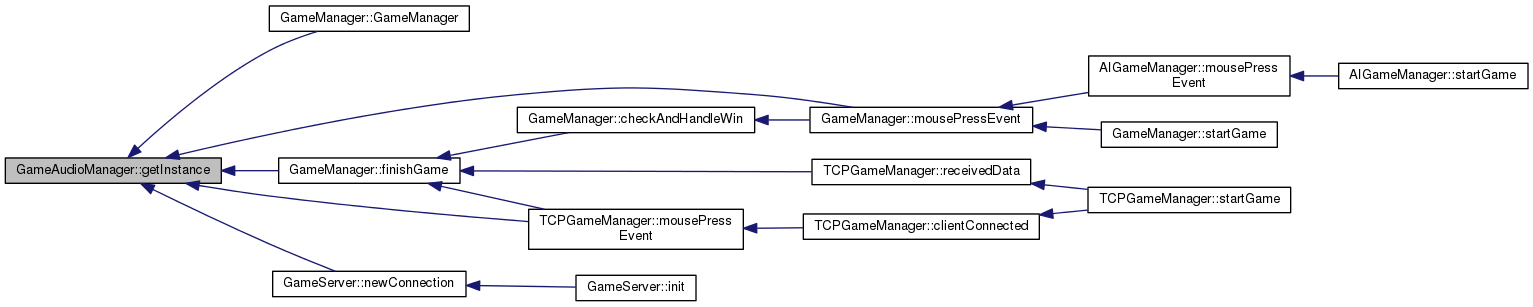 GameManager::GameManager
AIGameManager::mousePress
Event
AIGameManager::startGame
GameManager::checkAndHandleWin
GameManager::mousePressEvent
GameManager::startGame
GameAudioManager::getInstance
GameManager::finishGame
TCPGameManager::receivedData
TCPGameManager::startGame
TCPGameManager::mousePress
Event
TCPGameManager::clientConnected
GameServer::newConnection
GameServer::init